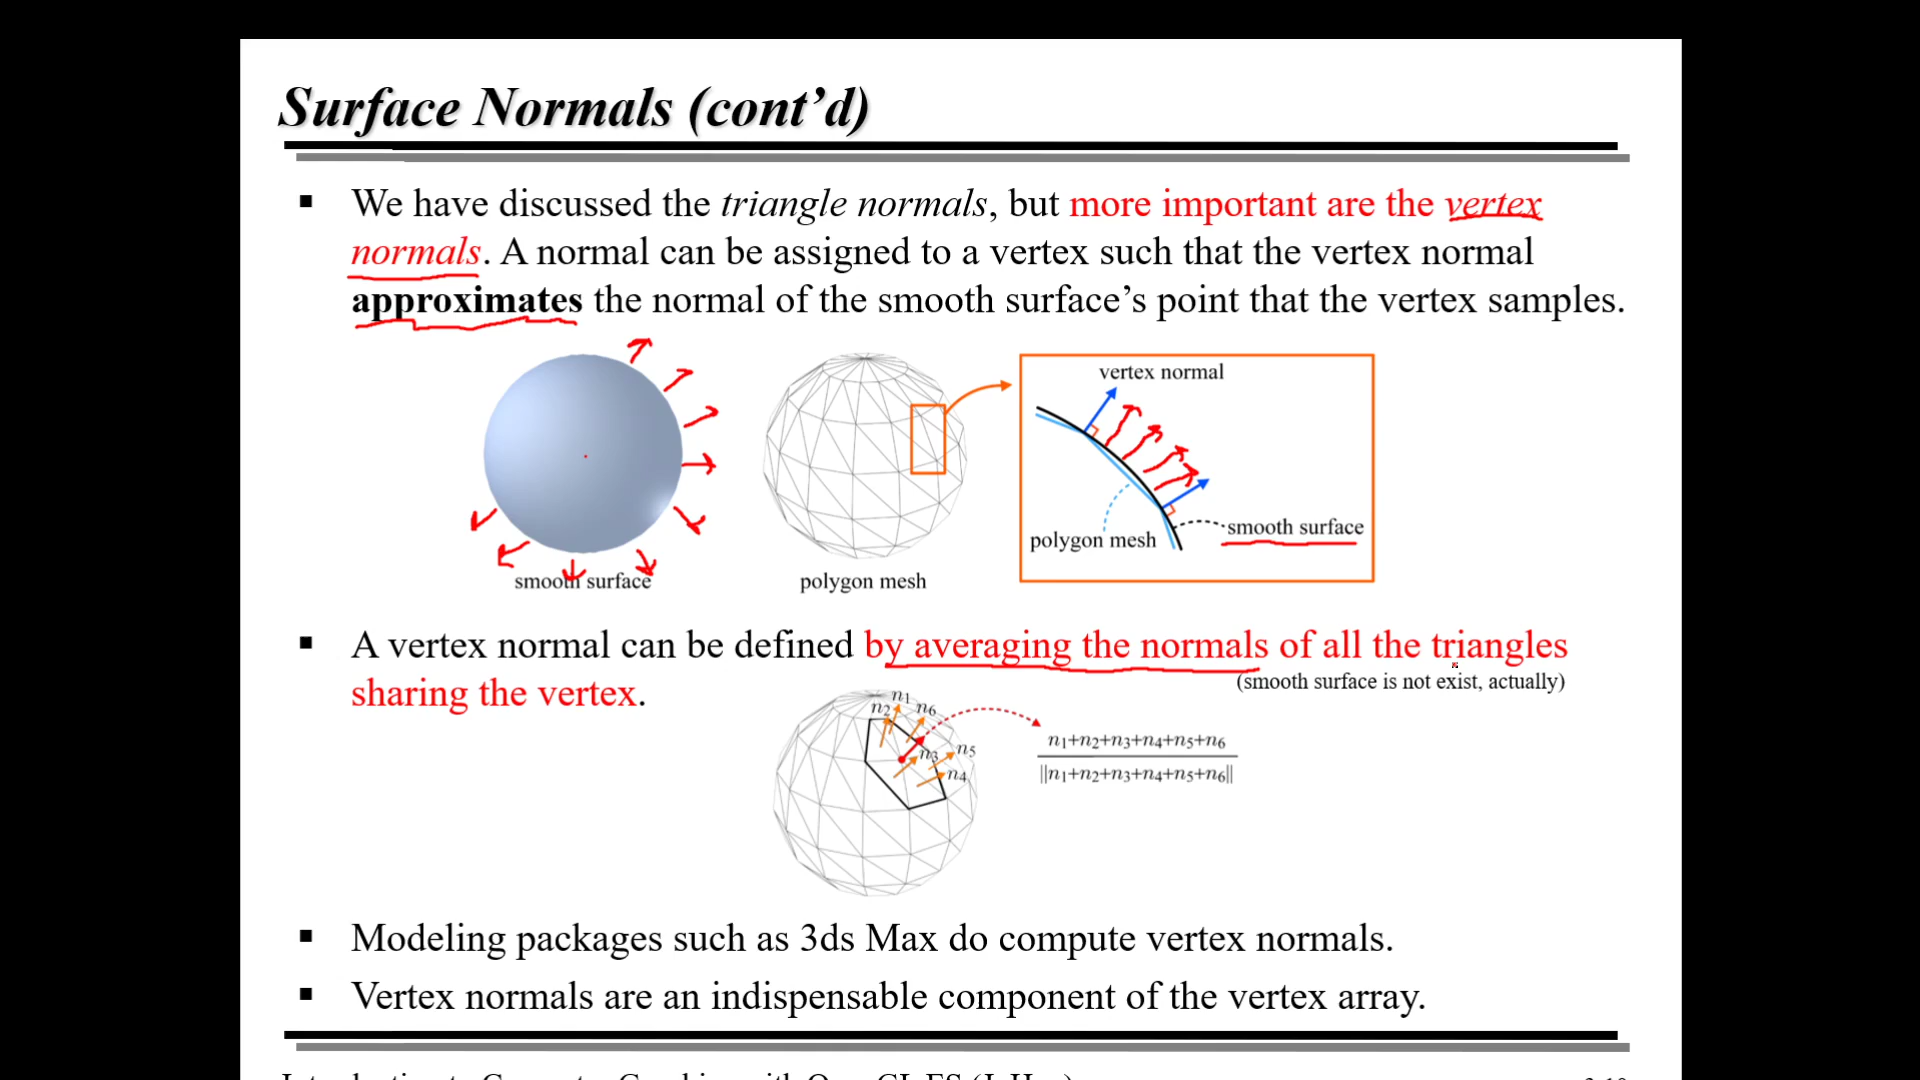 Surface Normals (cont’d)
▪ We have discussed the triangle normals, but more important are the vertex
normals. A normal can be assigned to a vertex such that the vertex normal
approximates the normal of the smooth surface’s point that the vertex samples.
vertex normal
polygon mesh
smooth surface
smooth surface
polygon mesh
▪ A vertex normal can be defined by averaging the normals of all the triangles
sharing the vertex.
(smooth surface is not exist, actually)
n1
n2
n6
n3
n5
n4
n1+n2+n3+n4+n5+n6
||n1+n2+n3+n4+n5+n6||
▪ Modeling packages such as 3ds Max do compute vertex normals.
▪ Vertex normals are an indispensable component of the vertex array.